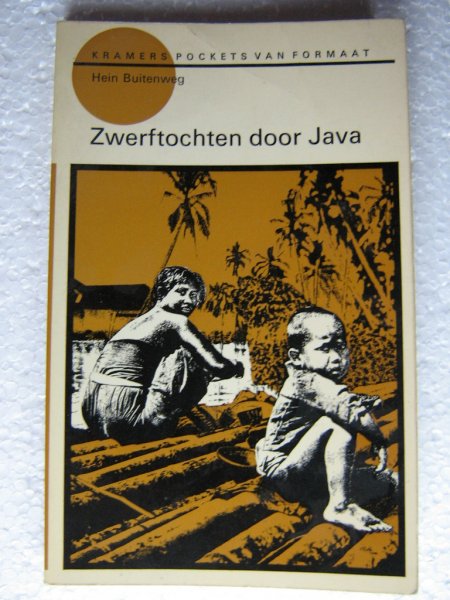 KRAMERS POCKETS VAN FORMAAT
Hein Buitenweg
Zwerftochten door Java